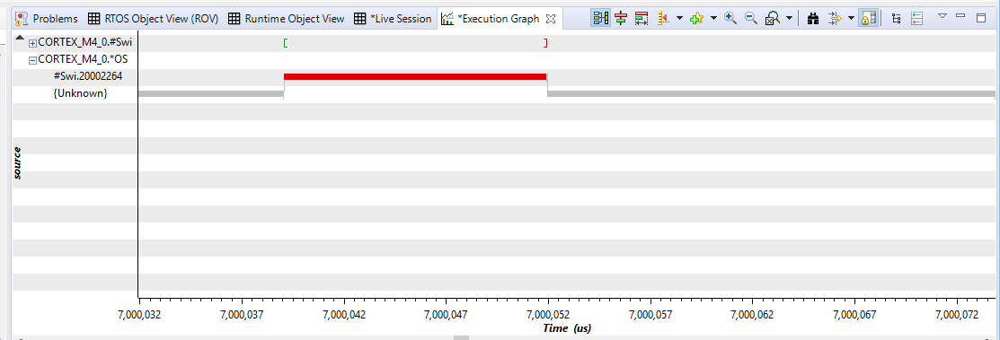 Problems RTOS Object View (ROV) Runtime Object View *Live Session *Execution Graph
CORTEX_M4_0.#Swi
CORTEX_M4_0.*OS
#Swi.20002264
{Unknown}
source
7,000,032 7,000,037 7,000,042 7,000,047 7,000,052 7,000,057 7,000,062 7,000,067 7,000,072
Time (us)